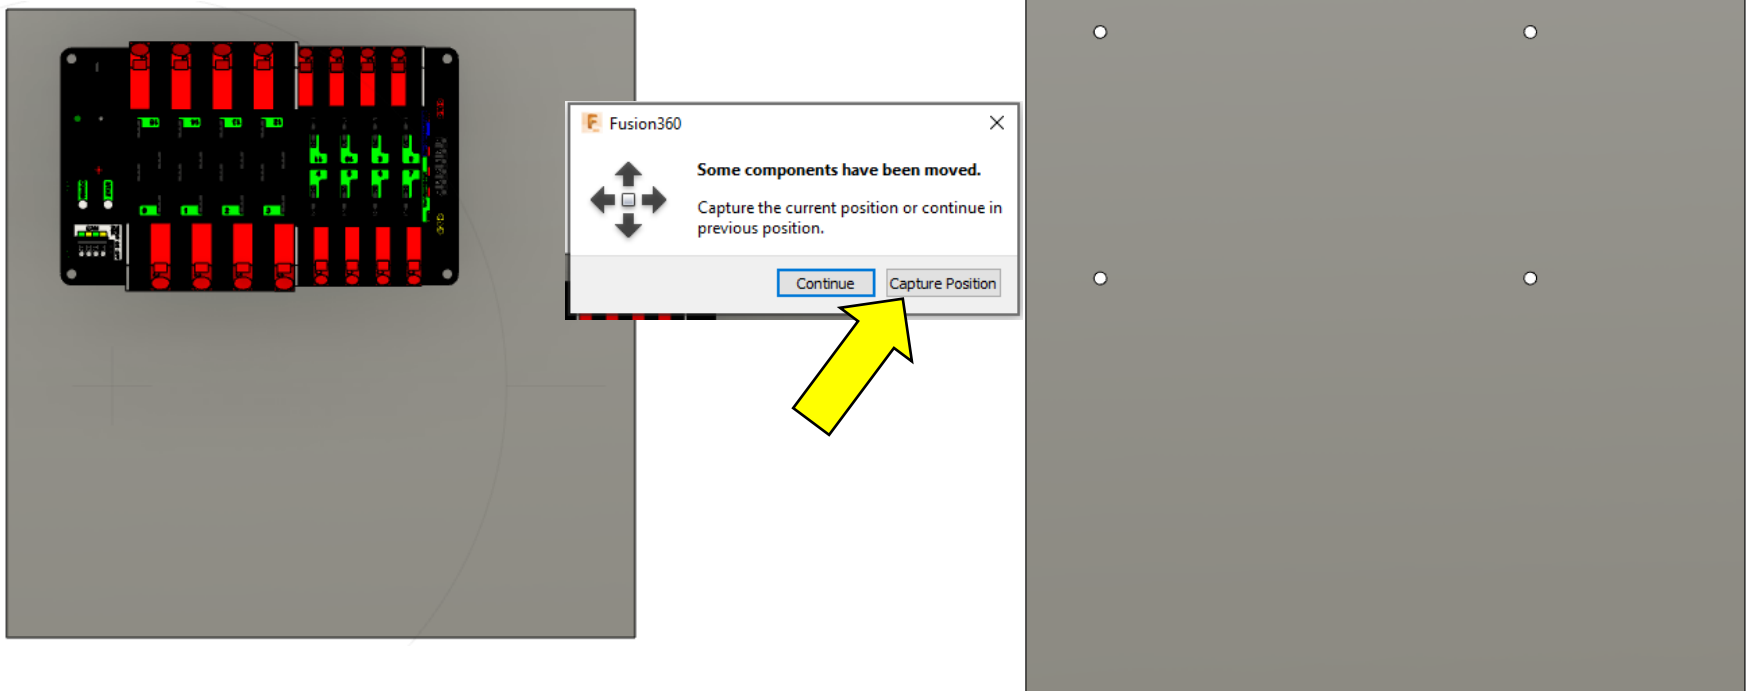 Fusion360
Some components have been moved.
Capture the current position or continue in
previous position.
Continue
Capture Position